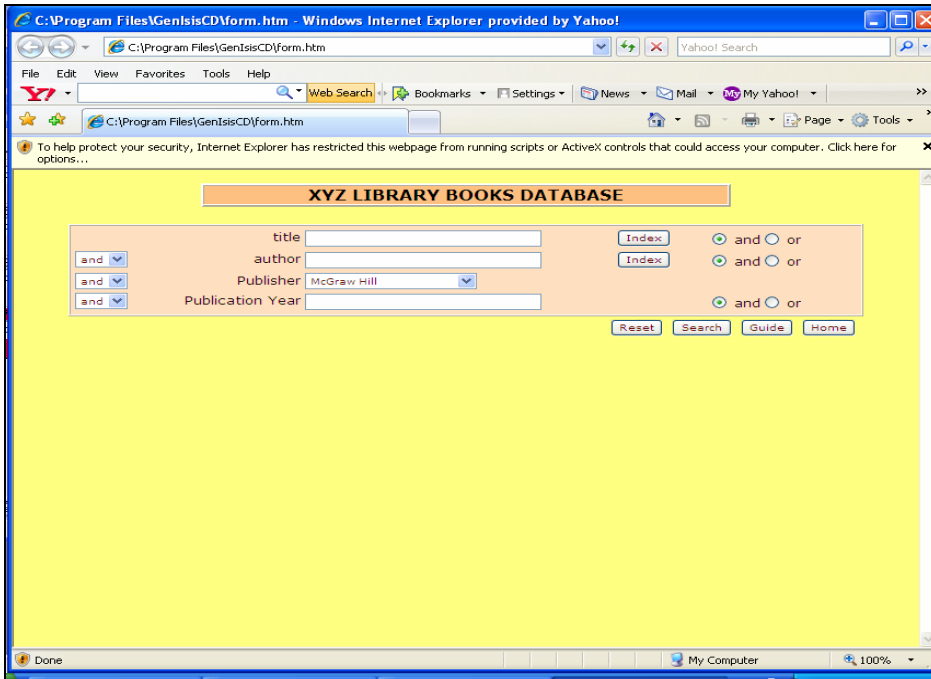 C:\Program Files\GenIsisCD\form.htm - Windows Internet Explorer provided by Yahoo!
C:\Program Files\GenIsisCD\form.htm Yahoo! Search
File Edit View Favorites Tools Help
Y! Web Search Bookmarks Settings News Mail My My Yahoo! »
C:\Program Files\GenIsisCD\form.htm Page Tools
To help protect your security, Internet Explorer has restricted this webpage from running scripts or ActiveX controls that could access your computer. Click here for
options...
XYZ LIBRARY BOOKS DATABASE
title Index and or
and author Index and or
and Publisher McGraw Hill
and Publication Year and or
Reset Search Guide Home
Done My Computer 100%